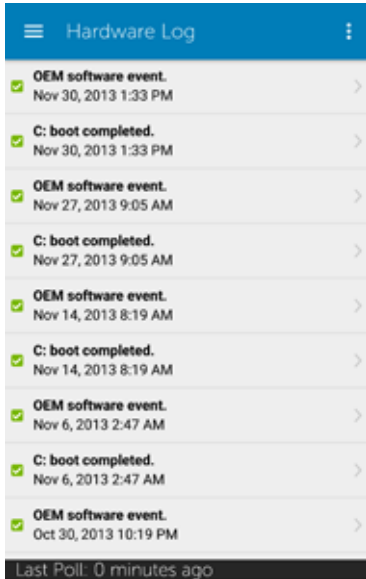 Hardware Log
OEM software event.
Nov 30, 2013 1:33 PM
C: boot completed.
Nov 30, 2013 1:33 PM
OEM software event.
Nov 27, 2013 9:05 AM
C: boot completed.
Nov 27, 2013 9:05 AM
OEM software event.
Nov 14, 2013 8:19 AM
C: boot completed.
Nov 14, 2013 8:19 AM
OEM software event.
Nov 6, 2013 2:47 AM
C: boot completed.
Nov 6, 2013 2:47 AM
OEM software event.
Oct 30, 2013 10:19 PM
Last Poll: 0 minutes ago